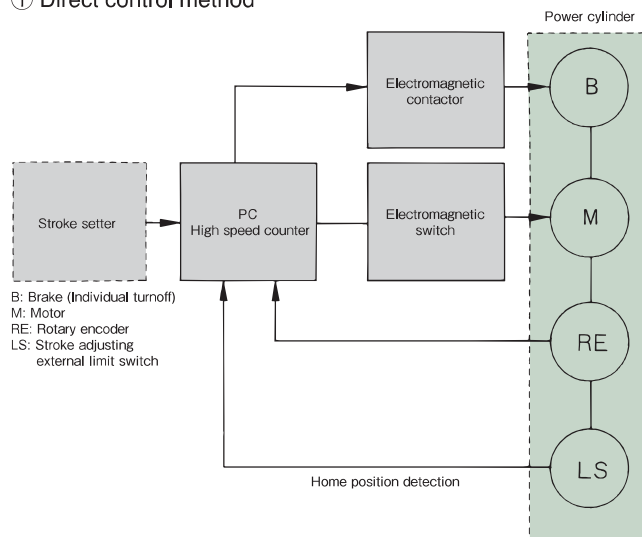 ① Direct control method
Power cylinder
Electromagnetic
contactor
B
Stroke setter
PC
High speed counter
Electromagnetic
switch
M
B: Brake (Individual turnoff)
M: Motor
RE: Rotary encoder
LS: Stroke adjusting
external limit switch
RE
LS
Home position detection